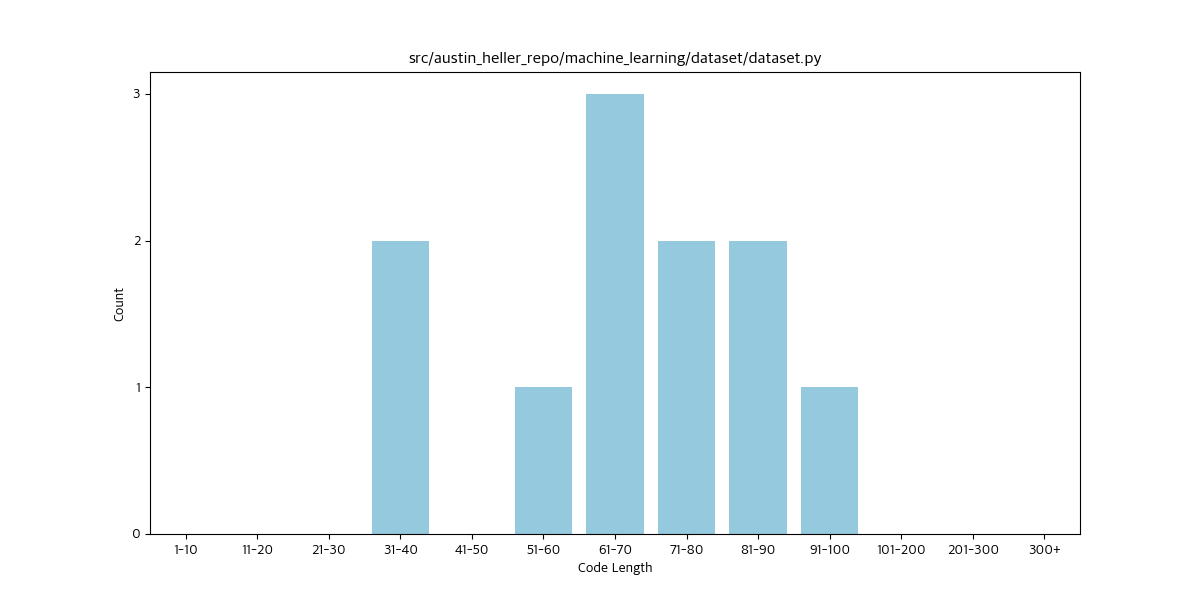 src/austin_heller_repo/machine_learning/dataset/dataset.py
3
2
1
0
Count
1-10 11-20 21-30 31-40 41-50 51-60 61-70 71-80 81-90 91-100 101-200 201-300 300+
Code Length